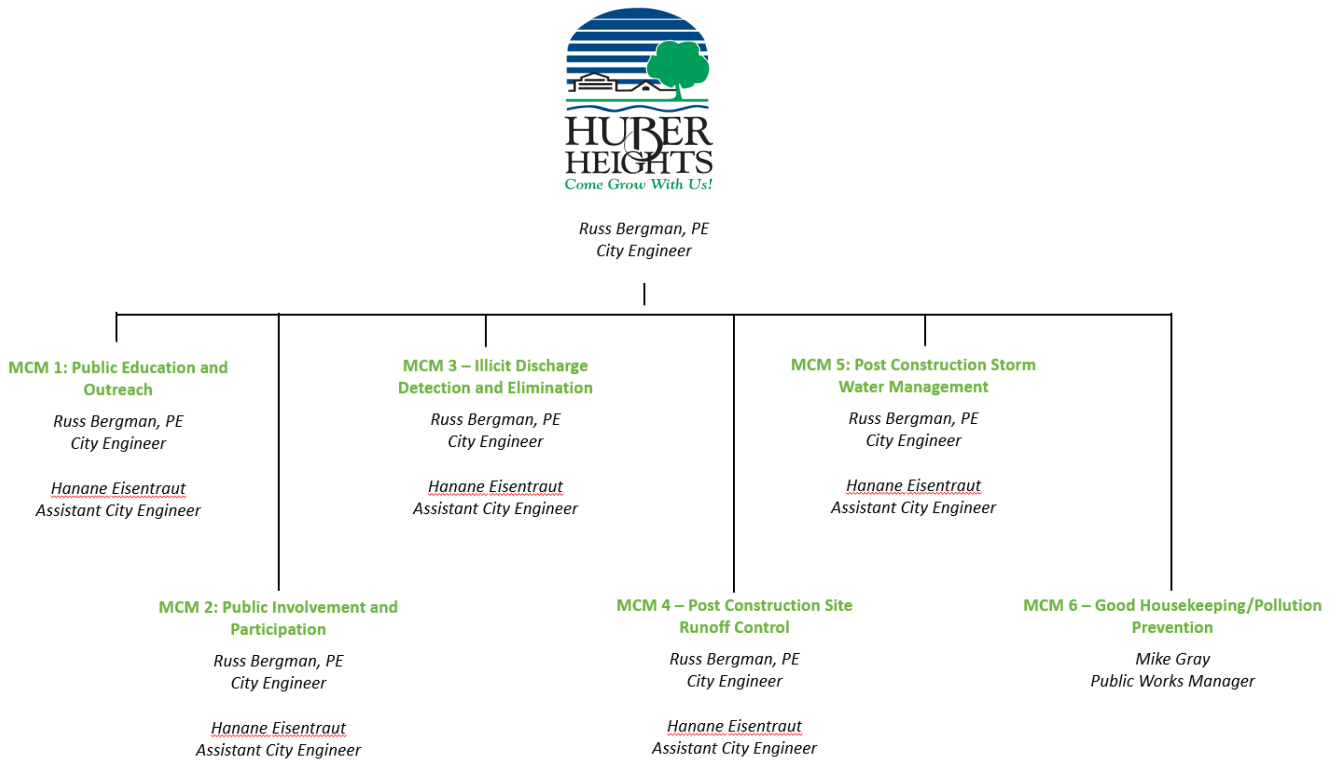 HUBER
HEIGHTS
Come Grow With Us!
Russ Bergman, PE
City Engineer
MCM 1: Public Education and
Outreach
Russ Bergman, PE
City Engineer
Hanane Eisentraut
Assistant City Engineer
MCM 2: Public Involvement and
Participation
Russ Bergman, PE
City Engineer
Hanane Eisentraut
Assistant City Engineer
MCM 3 – Illicit Discharge
Detection and Elimination
Russ Bergman, PE
City Engineer
Hanane Eisentraut
Assistant City Engineer
MCM 4 – Post Construction Site
Runoff Control
Russ Bergman, PE
City Engineer
Hanane Eisentraut
Assistant City Engineer
MCM 5: Post Construction Storm
Water Management
Russ Bergman, PE
City Engineer
Hanane Eisentraut
Assistant City Engineer
MCM 6 – Good Housekeeping/Pollution
Prevention
Mike Gray
Public Works Manager